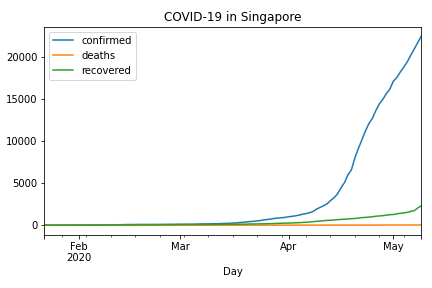 COVID-19 in Singapore
confirmed
deaths
recovered
20000
15000
10000
5000
0
Feb
2020
Mar
Apr
May
Day